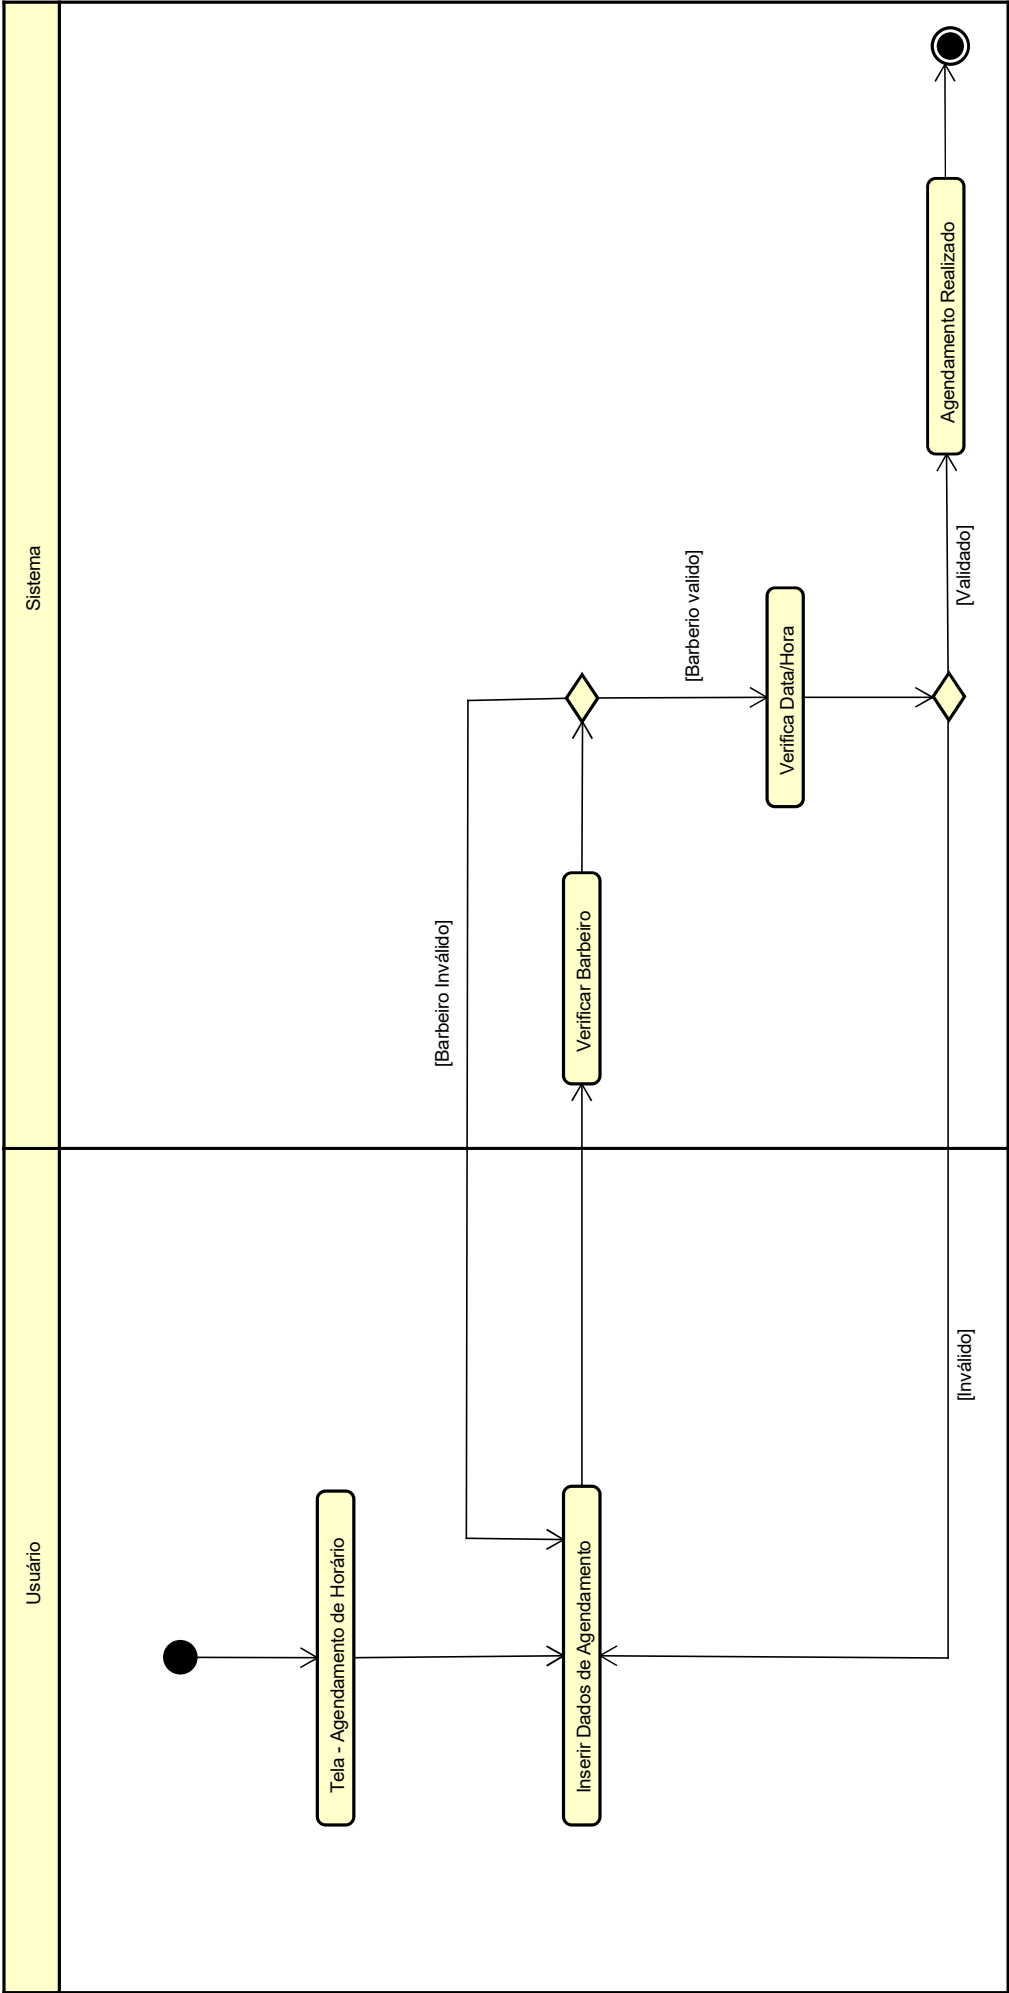 Usuário
Sistema
Tela - Agendamento de Horário
Inserir Dados de Agendamento
[Barbeiro Inválido]
Verificar Barbeiro
[Barberio valido]
Verifica Data/Hora
[Inválido]
[Validado]
Agendamento Realizado